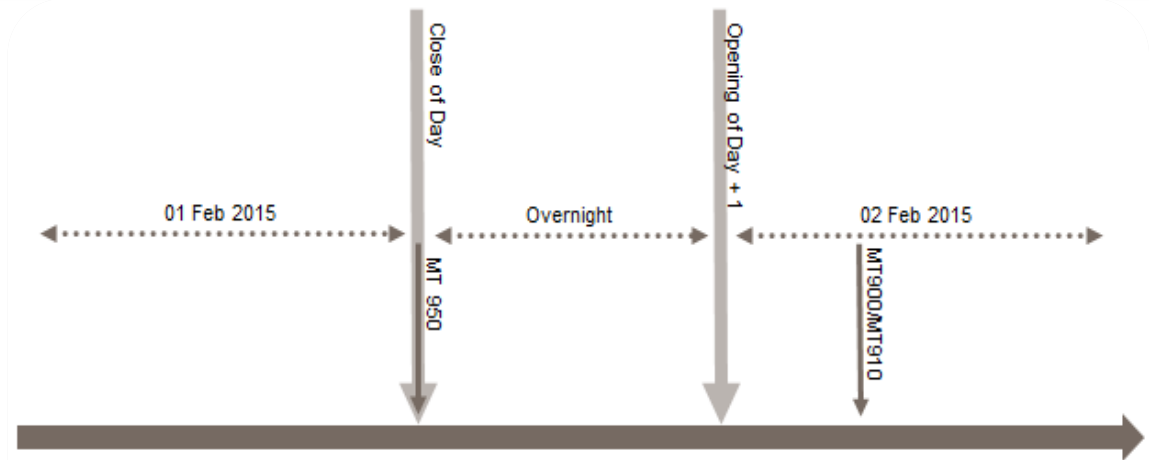 Close of Day
Opening of Day + 1
01 Feb 2015
Overnight
02 Feb 2015
MT 950
MT900/MT910